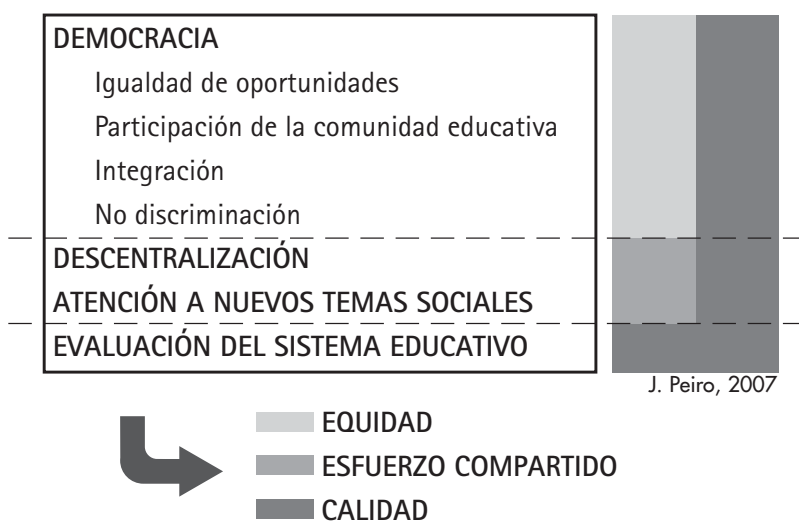 DEMOCRACIA
Igualdad de oportunidades
Participación de la comunidad educativa
Integración
No discriminación
DESCENTRALIZACIÓN
ATENCIÓN A NUEVOS TEMAS SOCIALES
EVALUACIÓN DEL SISTEMA EDUCATIVO
J. Peiro, 2007
EQUIDAD
ESFUERZO COMPARTIDO
CALIDAD